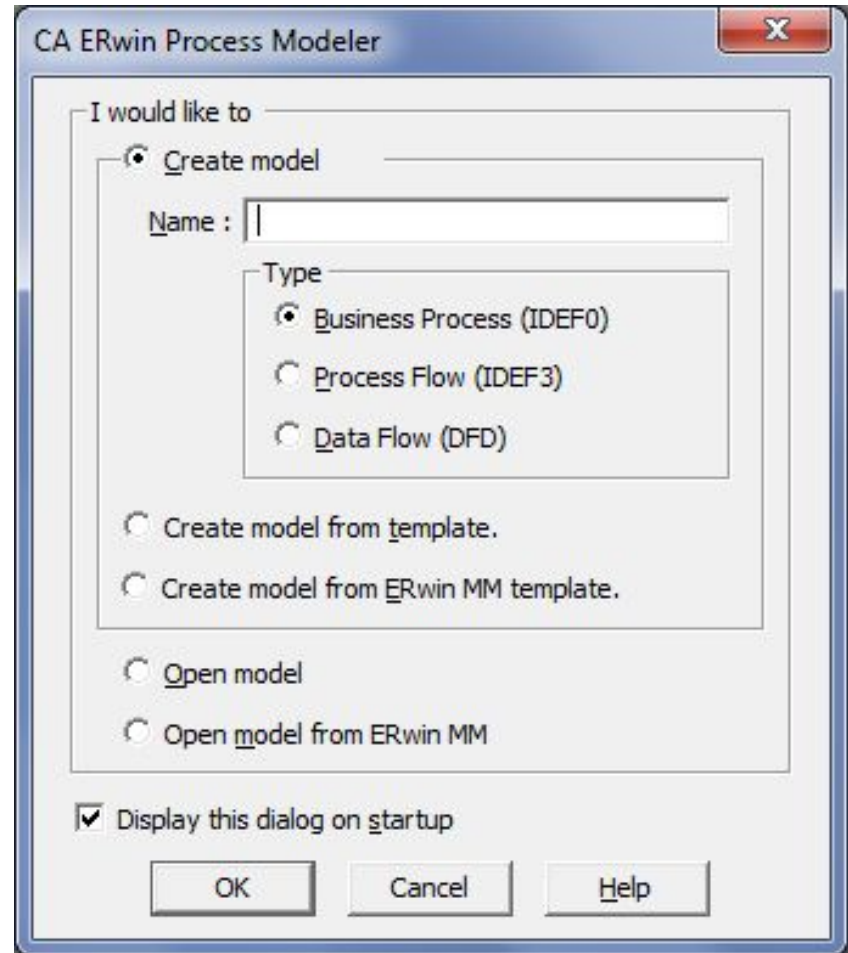 CA ERwin Process Modeler
I would like to
Create model
Name :
Type
Business Process (IDEF0)
Process Flow (IDEF3)
Data Flow (DFD)
Create model from template.
Create model from ERwin MM template.
Open model
Open model from ERwin MM
Display this dialog on startup
OK Cancel Help